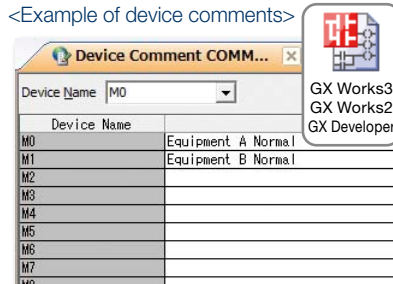 <Example of device comments>
Device Comment COMM...
Device Name M0
GX Works3
GX Works2
GX Developer
Device Name
M0 Equipment A Normal
M1 Equipment B Normal
M2
M3
M4
M5
M6
M7